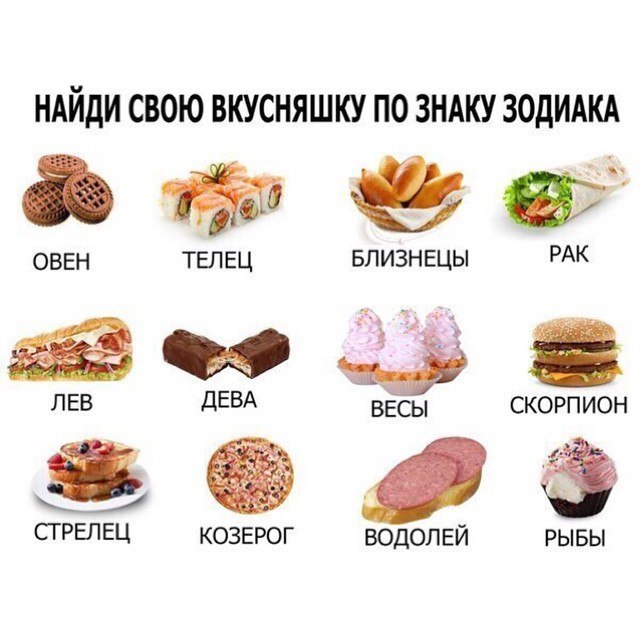 НАЙДИ СВОЮ ВКУСНЯШКУ ПО ЗНАКУ ЗОДИАКА
ОВЕН
ТЕЛЕЦ
БЛИЗНЕЦЫ
РАК
ЛЕВ
ДЕВА
ВЕСЫ
СКОРПИОН
СТРЕЛЕЦ
КОЗЕРОГ
ВОДОЛЕЙ
РЫБЫ